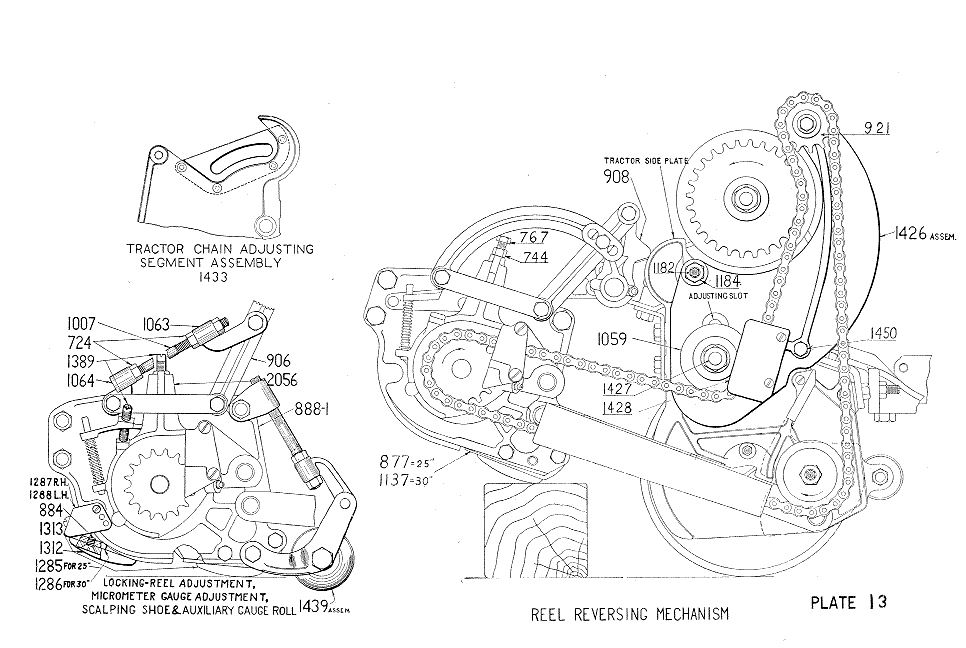 TRACTOR CHAIN ADJUSTING
SEGMENT ASSEMBLY
1433
1007
1063
724
1389
1064
906
2056
888-1
1287 R.H.
1288 L.H.
884
1313
1312
1285 FOR 25"
1286 FOR 30"
LOCKING-REEL ADJUSTMENT,
MICROMETER GAUGE ADJUSTMENT,
SCALPING SHOE & AUXILIARY GAUGE ROLL
1439 ASSEM.
921
TRACTOR SIDE PLATE
908
767
744
1426 ASSEM.
1182
1184
ADJUSTING SLOT
1059
1450
1427
1428
877=25"
1137=30"
REEL REVERSING MECHANISM
PLATE 13